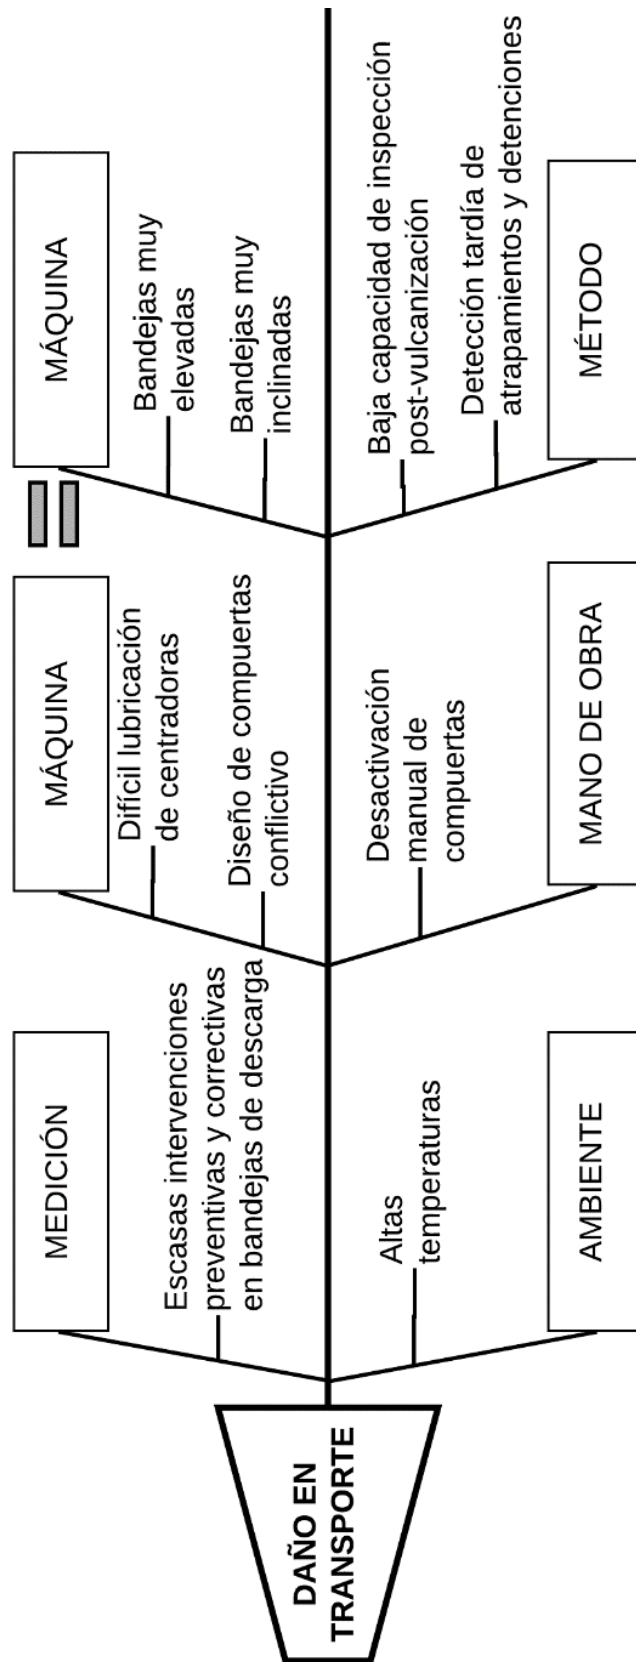 MEDICIÓN
Escasas intervenciones
preventivas y correctivas
en bandejas de descarga
MÁQUINA
Difícil lubricación
de centradoras
Diseño de compuertas
conflictivo
MÁQUINA
Bandejas muy
elevadas
Bandejas muy
inclinadas
DAÑO EN
TRANSPORTE
Altas
temperaturas
AMBIENTE
Desactivación
manual de
compuertas
MANO DE OBRA
Baja capacidad de inspección
post-vulcanización
Detección tardía de
atrapamientos y detenciones
MÉTODO